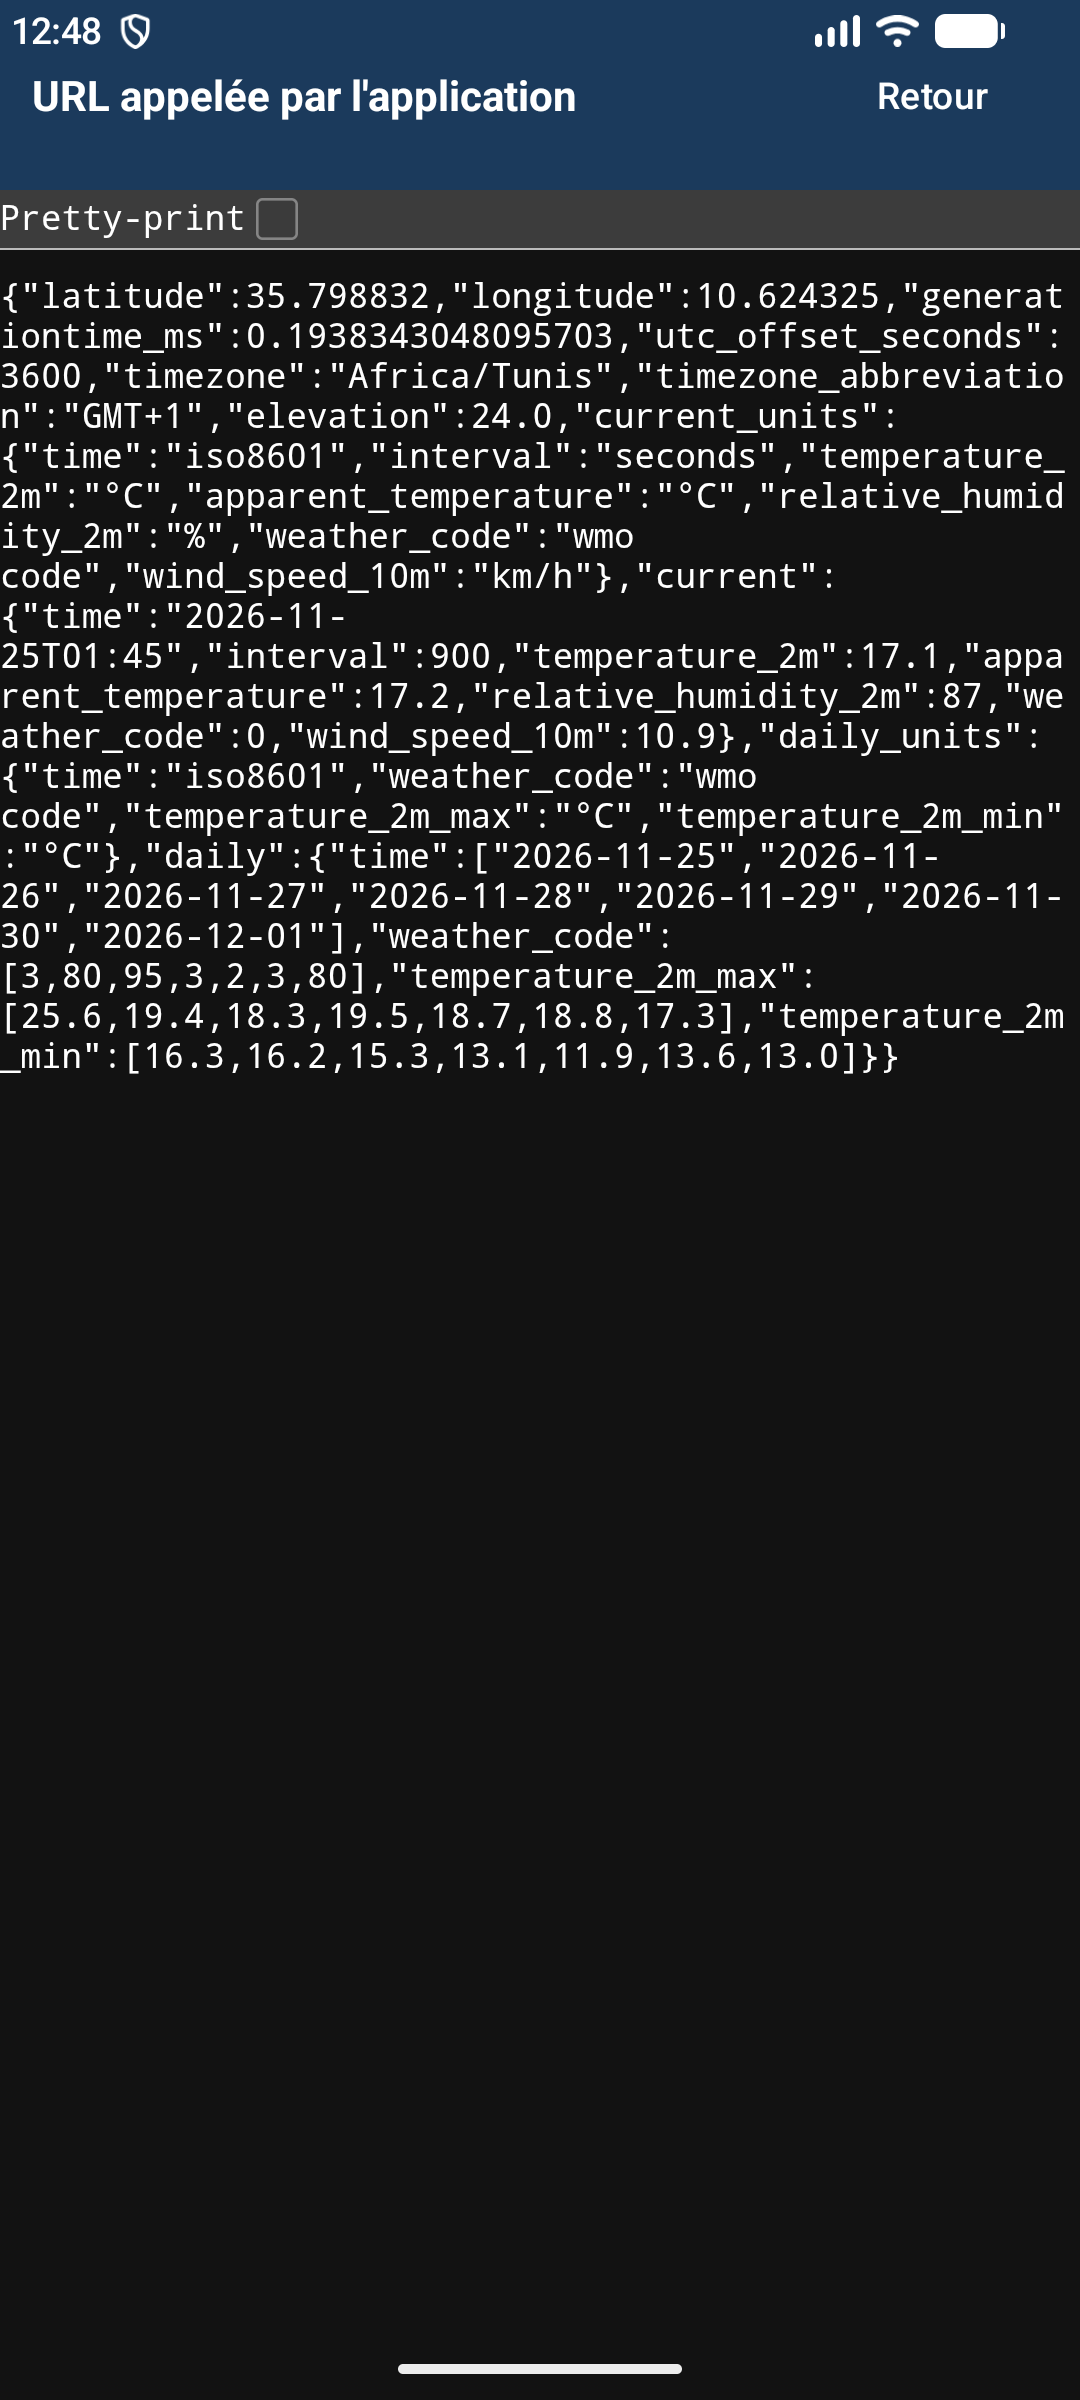 12:48
URL appelée par l'application
Retour
Pretty-print
{"latitude":35.798832,"longitude":10.624325,"generat
iontime_ms":0.1938343048095703,"utc_offset_seconds":
3600,"timezone":"Africa/Tunis","timezone_abbreviatio
n":"GMT+1","elevation":24.0,"current_units":
{"time":"iso8601","interval":"seconds","temperature_
2m":"°C","apparent_temperature":"°C","relative_humid
ity_2m":"%","weather_code":"wmo
code","wind_speed_10m":"km/h"},"current":
{"time":"2026-11-
25T01:45","interval":900,"temperature_2m":17.1,"appa
rent_temperature":17.2,"relative_humidity_2m":87,"we
ather_code":0,"wind_speed_10m":10.9},"daily_units":
{"time":"iso8601","weather_code":"wmo
code","temperature_2m_max":"°C","temperature_2m_min"
:"°C"},"daily":{"time":["2026-11-25","2026-11-
26","2026-11-27","2026-11-28","2026-11-29","2026-11-
30","2026-12-01"],"weather_code":
[3,80,95,3,2,3,80],"temperature_2m_max":
[25.6,19.4,18.3,19.5,18.7,18.8,17.3],"temperature_2m
_min":[16.3,16.2,15.3,13.1,11.9,13.6,13.0]}}